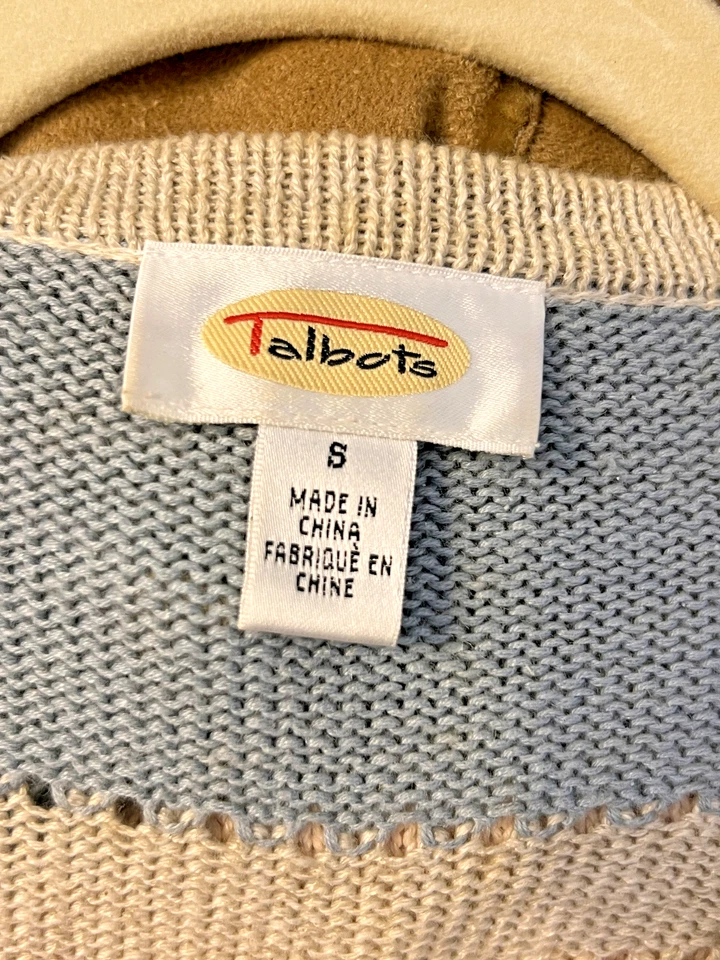 Talbots
S
MADE IN
CHINA
FABRIQUÈ EN
CHINE